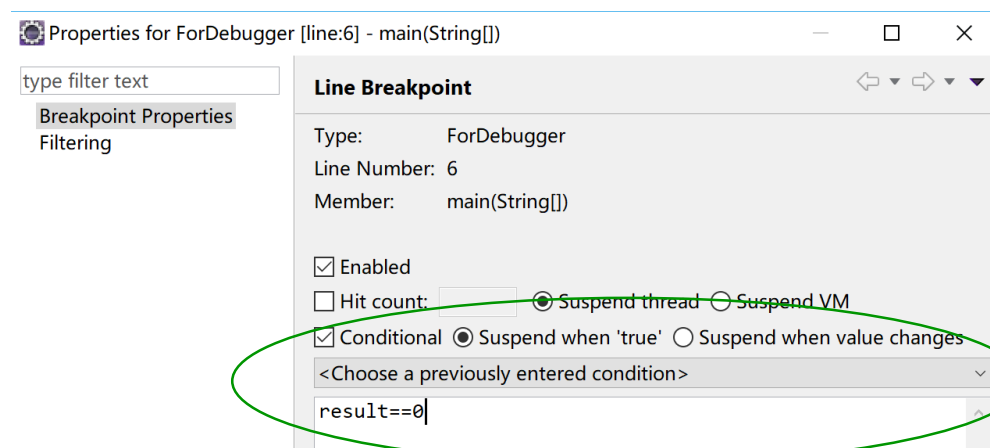 Properties for ForDebugger [line:6] - main(String[])
type filter text
Breakpoint Properties
Filtering
Line Breakpoint
Type: ForDebugger
Line Number: 6
Member: main(String[])
Enabled
Hit count: Suspend thread Suspend VM
Conditional Suspend when 'true' Suspend when value changes
<Choose a previously entered condition>
result==0